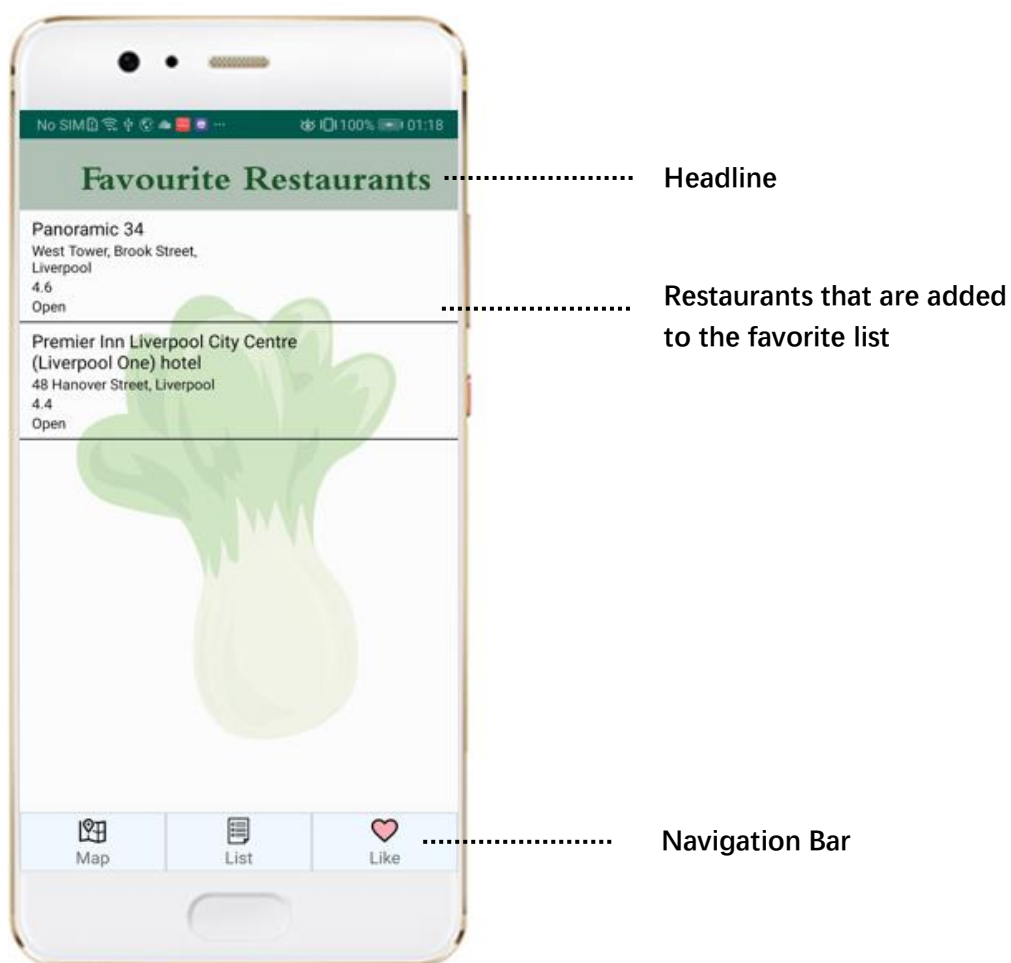 No SIM 100% 01:18
Favourite Restaurants
Headline
Panoramic 34
West Tower, Brook Street,
Liverpool
4.6
Open
Restaurants that are added
to the favorite list
Premier Inn Liverpool City Centre
(Liverpool One) hotel
48 Hanover Street, Liverpool
4.4
Open
Map
List
Like
Navigation Bar